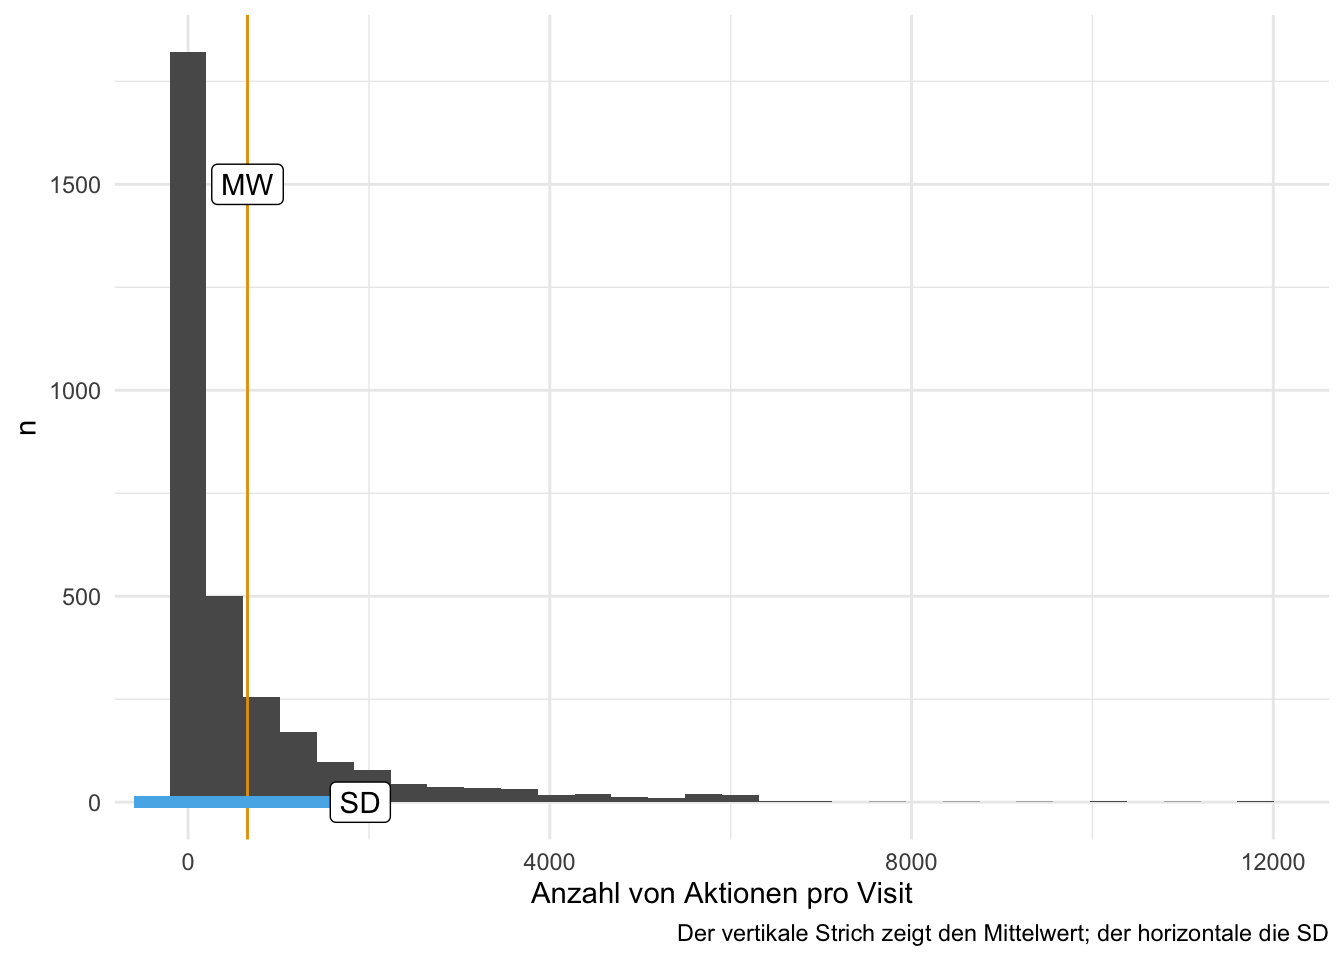 1500
1000
500
0
n
MW
SD
0 4000 8000 12000
Anzahl von Aktionen pro Visit
Der vertikale Strich zeigt den Mittelwert; der horizontale die SD